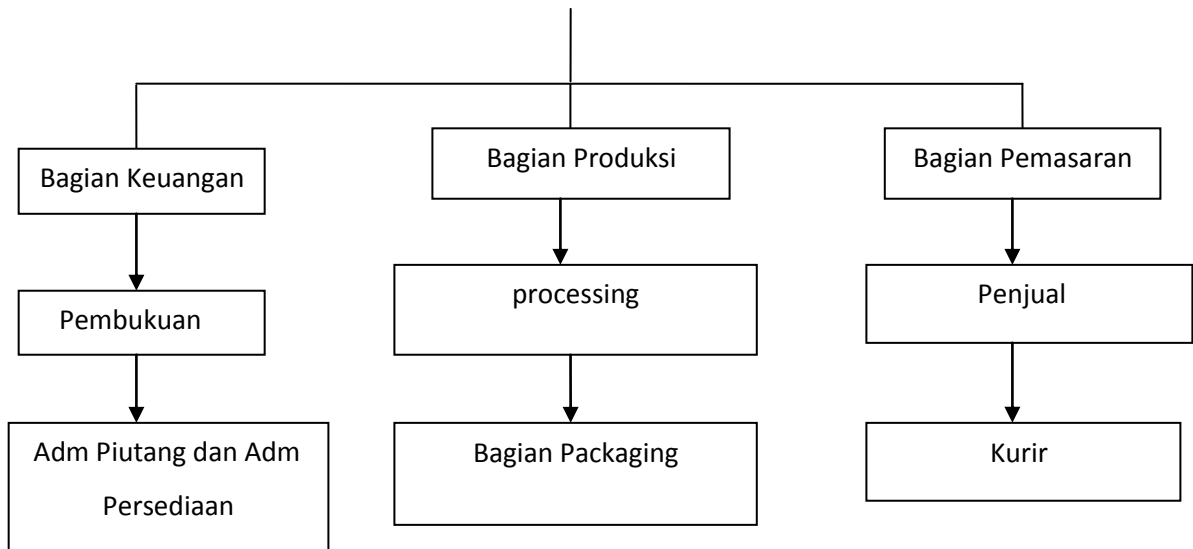 Bagian Keuangan
Bagian Produksi
Bagian Pemasaran
Pembukuan
processing
Penjual
Adm Piutang dan Adm
Persediaan
Bagian Packaging
Kurir